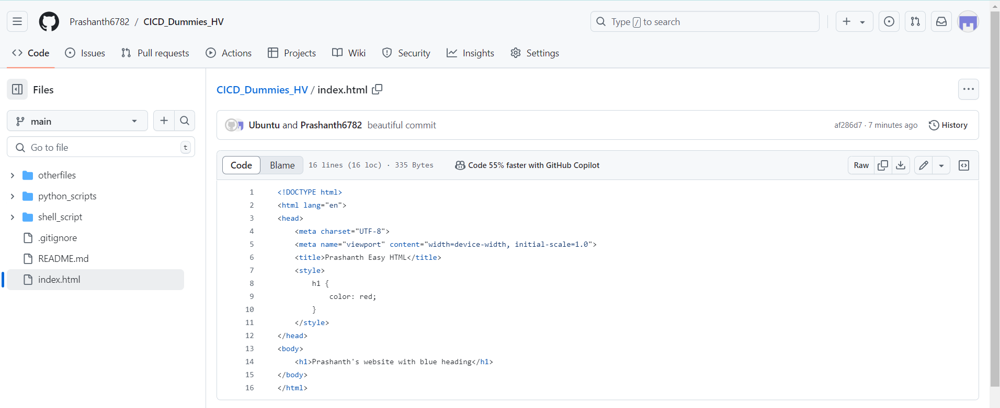 Prashanth6782 / CICD_Dummies_HV
Type / to search
Code Issues Pull requests Actions Projects Wiki Security Insights Settings
Files
main
Go to file t
otherfiles
python_scripts
shell_script
.gitignore
README.md
index.html
CICD_Dummies_HV / index.html
Ubuntu and Prashanth6782 beautiful commit af286d7 · 7 minutes ago History
Code Blame 16 lines (16 loc) · 335 Bytes Code 55% faster with GitHub Copilot Raw
1 <!DOCTYPE html>
2 <html lang="en">
3 <head>
4     <meta charset="UTF-8">
5     <meta name="viewport" content="width=device-width, initial-scale=1.0">
6     <title>Prashanth Easy HTML</title>
7     <style>
8         h1 {
9             color: red;
10         }
11     </style>
12 </head>
13 <body>
14     <h1>Prashanth's website with blue heading</h1>
15 </body>
16 </html>